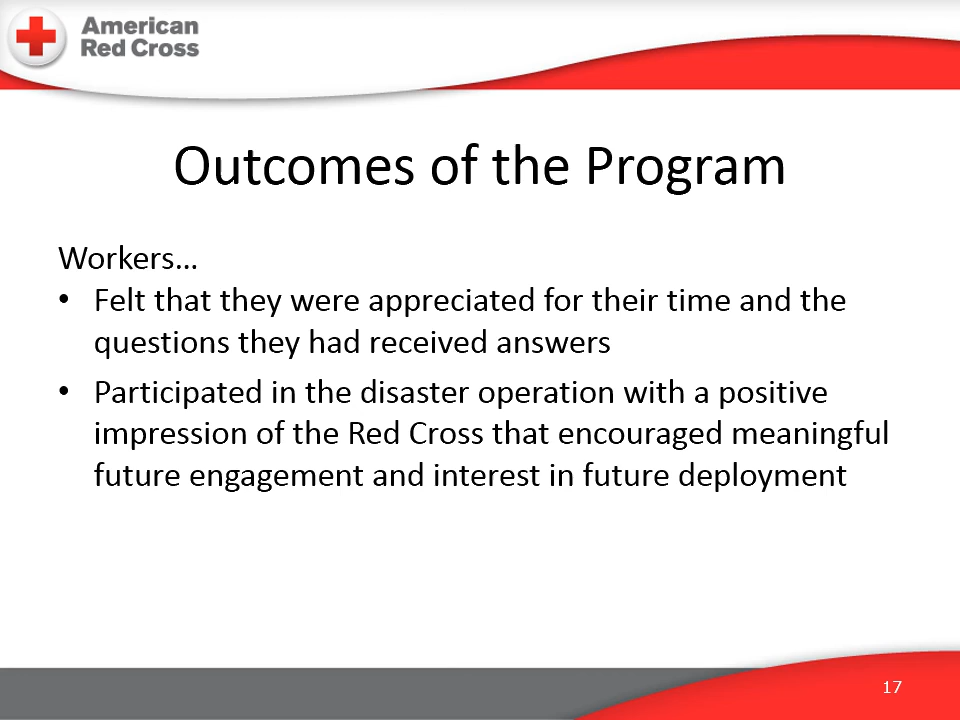 American
Red Cross
Outcomes of the Program
Workers…
• Felt that they were appreciated for their time and the
questions they had received answers
• Participated in the disaster operation with a positive
impression of the Red Cross that encouraged meaningful
future engagement and interest in future deployment
17